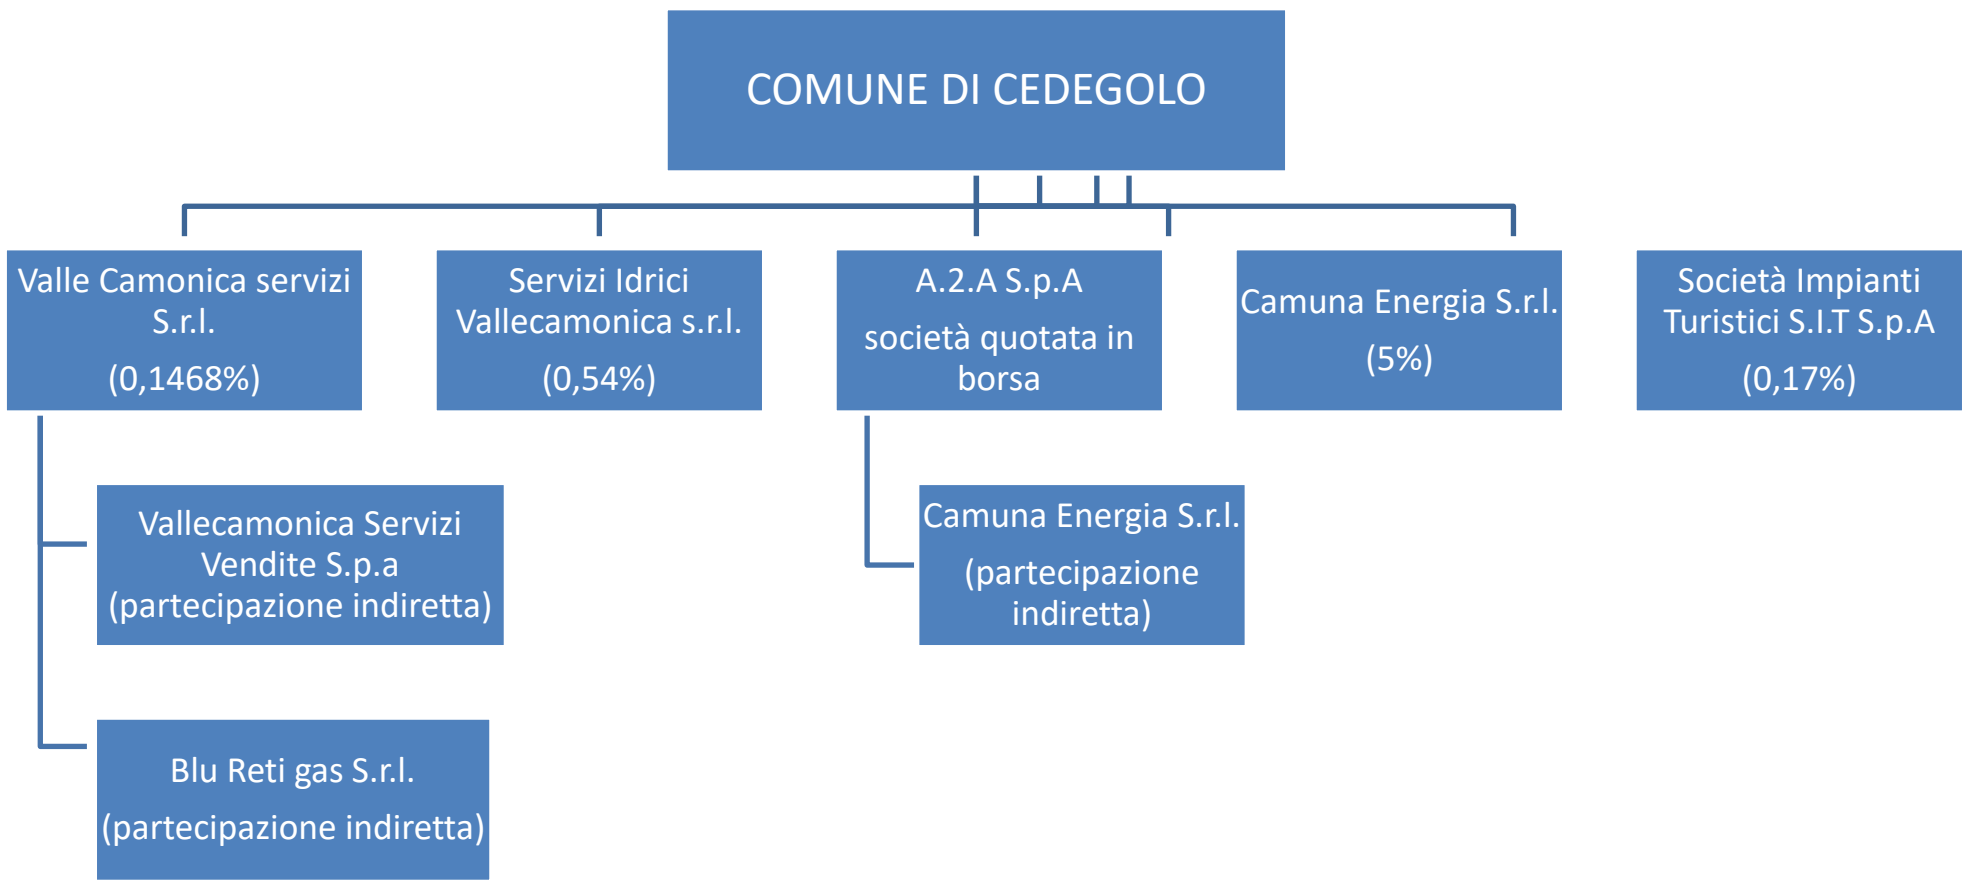 COMUNE DI CEDEGOLO
Valle Camonica servizi
S.r.l.
(0,1468%)
Servizi Idrici
Vallecamonica s.r.l.
(0,54%)
A.2.A S.p.A
società quotata in
borsa
Camuna Energia S.r.l.
(5%)
Società Impianti
Turistici S.I.T S.p.A
(0,17%)
Vallecamonica Servizi
Vendite S.p.a
(partecipazione indiretta)
Camuna Energia S.r.l.
(partecipazione
indiretta)
Blu Reti gas S.r.l.
(partecipazione indiretta)